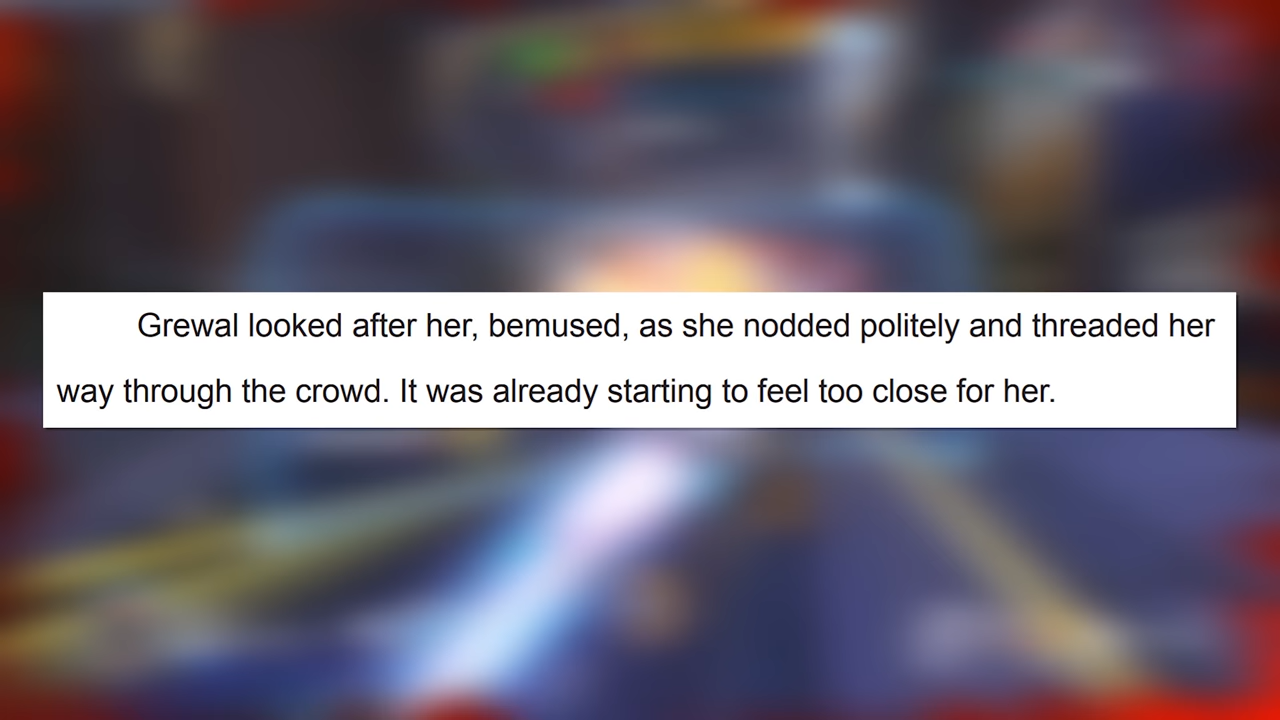 Grewal looked after her, bemused, as she nodded politely and threaded her
way through the crowd. It was already starting to feel too close for her.